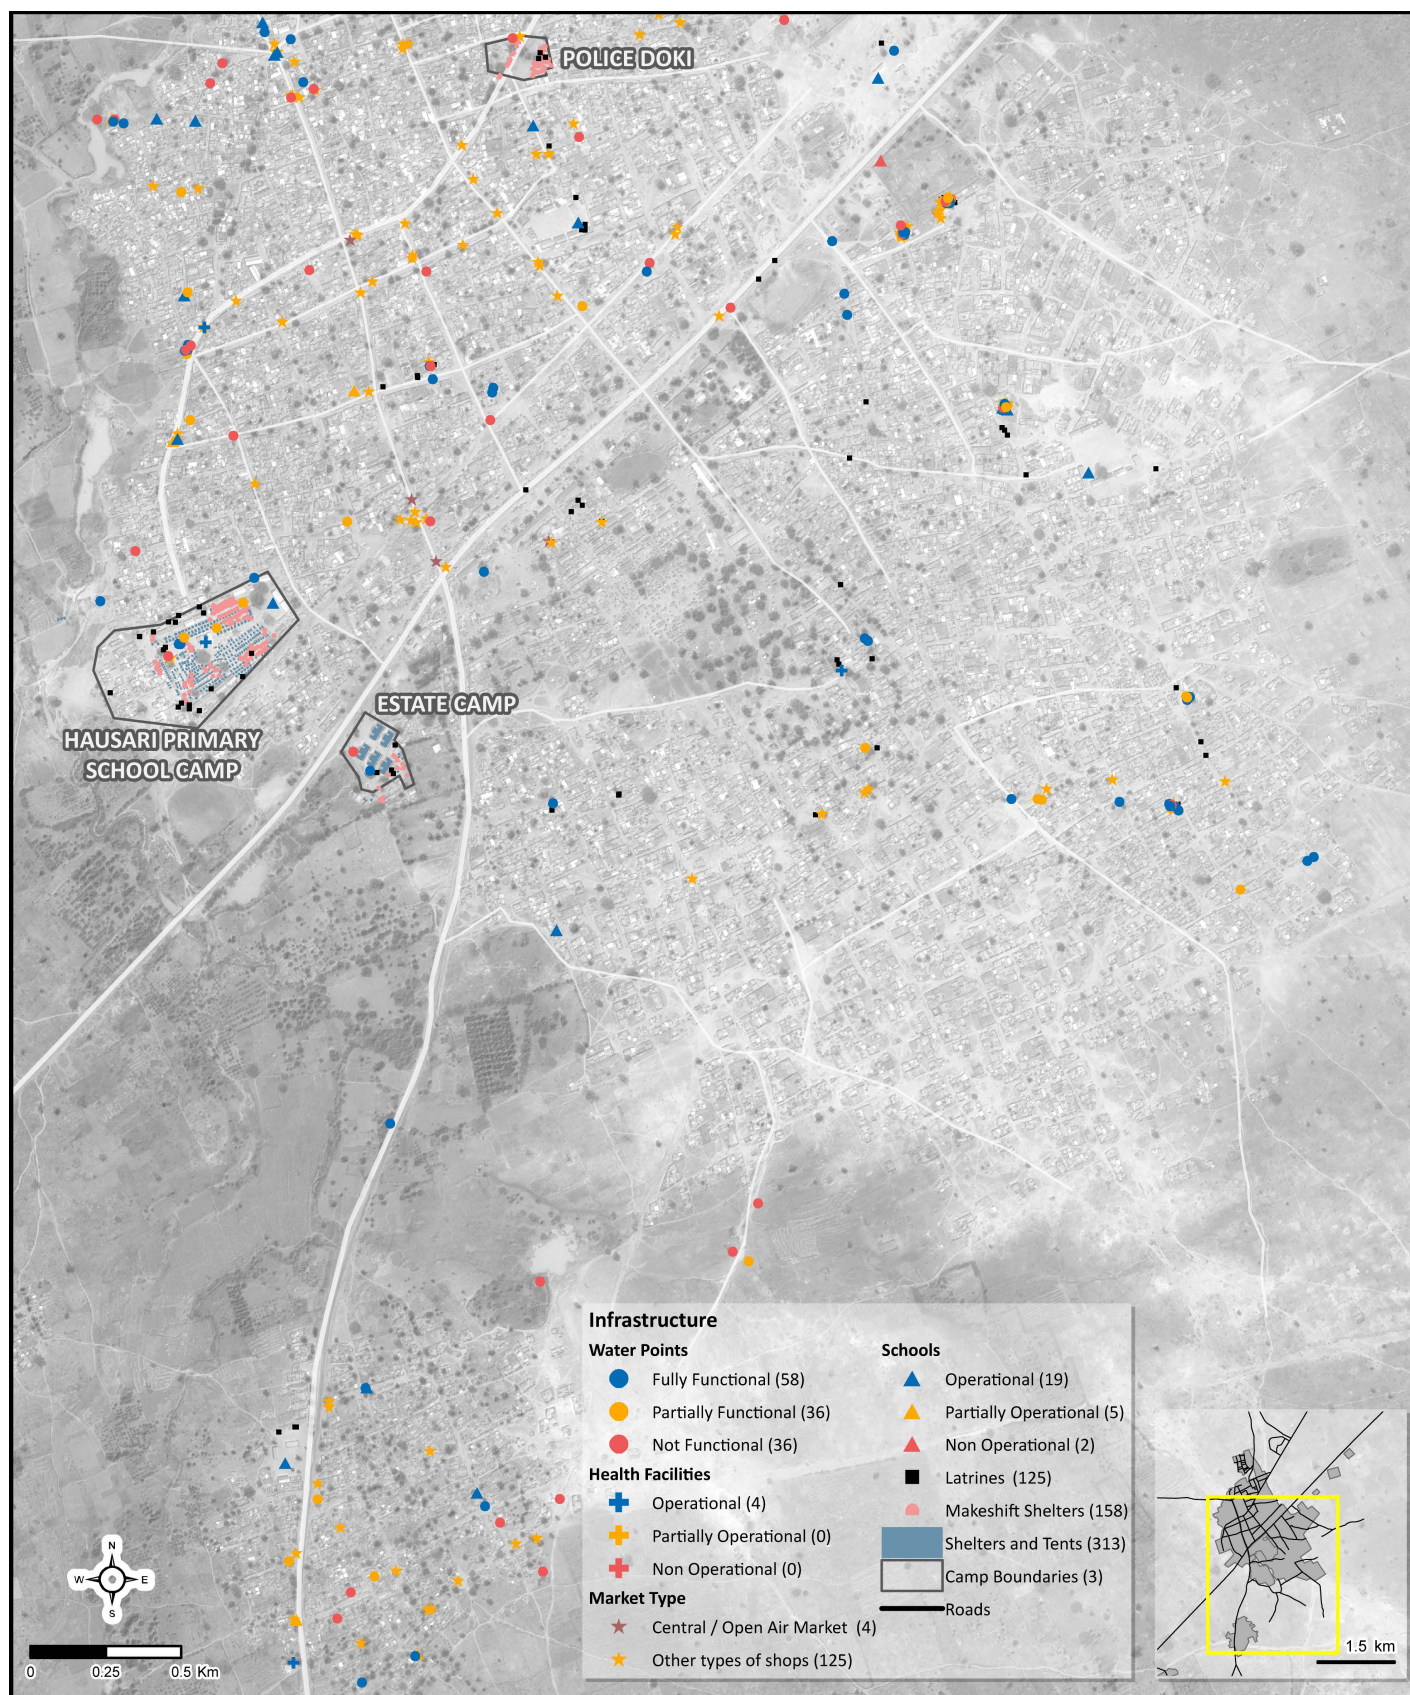 POLICE DOKI
ESTATE CAMP
HAUSARI PRIMARY
SCHOOL CAMP
Infrastructure
Water Points
Fully Functional (58)
Partially Functional (36)
Not Functional (36)
Health Facilities
Operational (4)
Partially Operational (0)
Non Operational (0)
Market Type
Central / Open Air Market (4)
Other types of shops (125)
Schools
Operational (19)
Partially Operational (5)
Non Operational (2)
Latrines (125)
Makeshift Shelters (158)
Shelters and Tents (313)
Camp Boundaries (3)
Roads
N
W E
S
0 0.25 0.5 Km
1.5 km